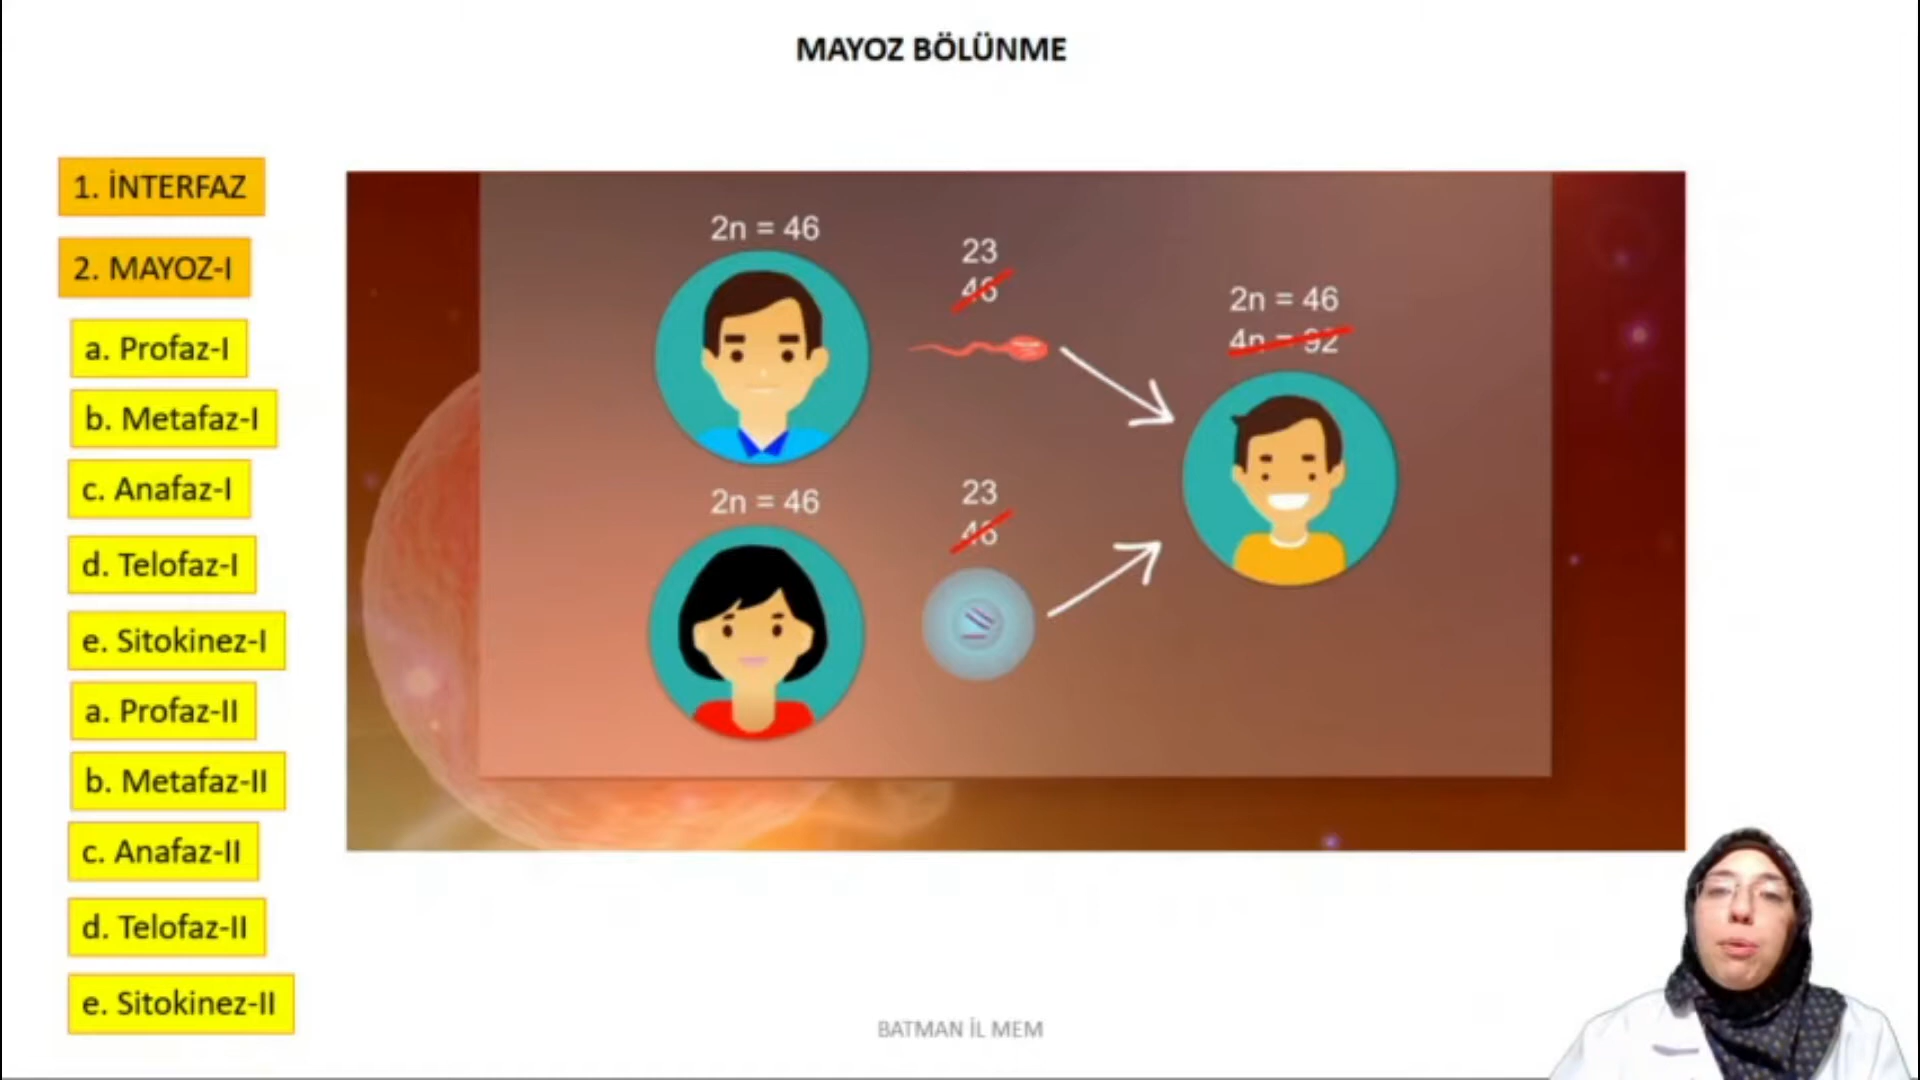 MAYOZ BÖLÜNME
1. İNTERFAZ
2. MAYOZ-I
a. Profaz-I
b. Metafaz-I
c. Anafaz-I
d. Telofaz-I
e. Sitokinez-I
a. Profaz-II
b. Metafaz-II
c. Anafaz-II
d. Telofaz-II
e. Sitokinez-II
2n = 46
23
46
2n = 46
4n = 92
2n = 46
23
46
BATMAN İL MEM